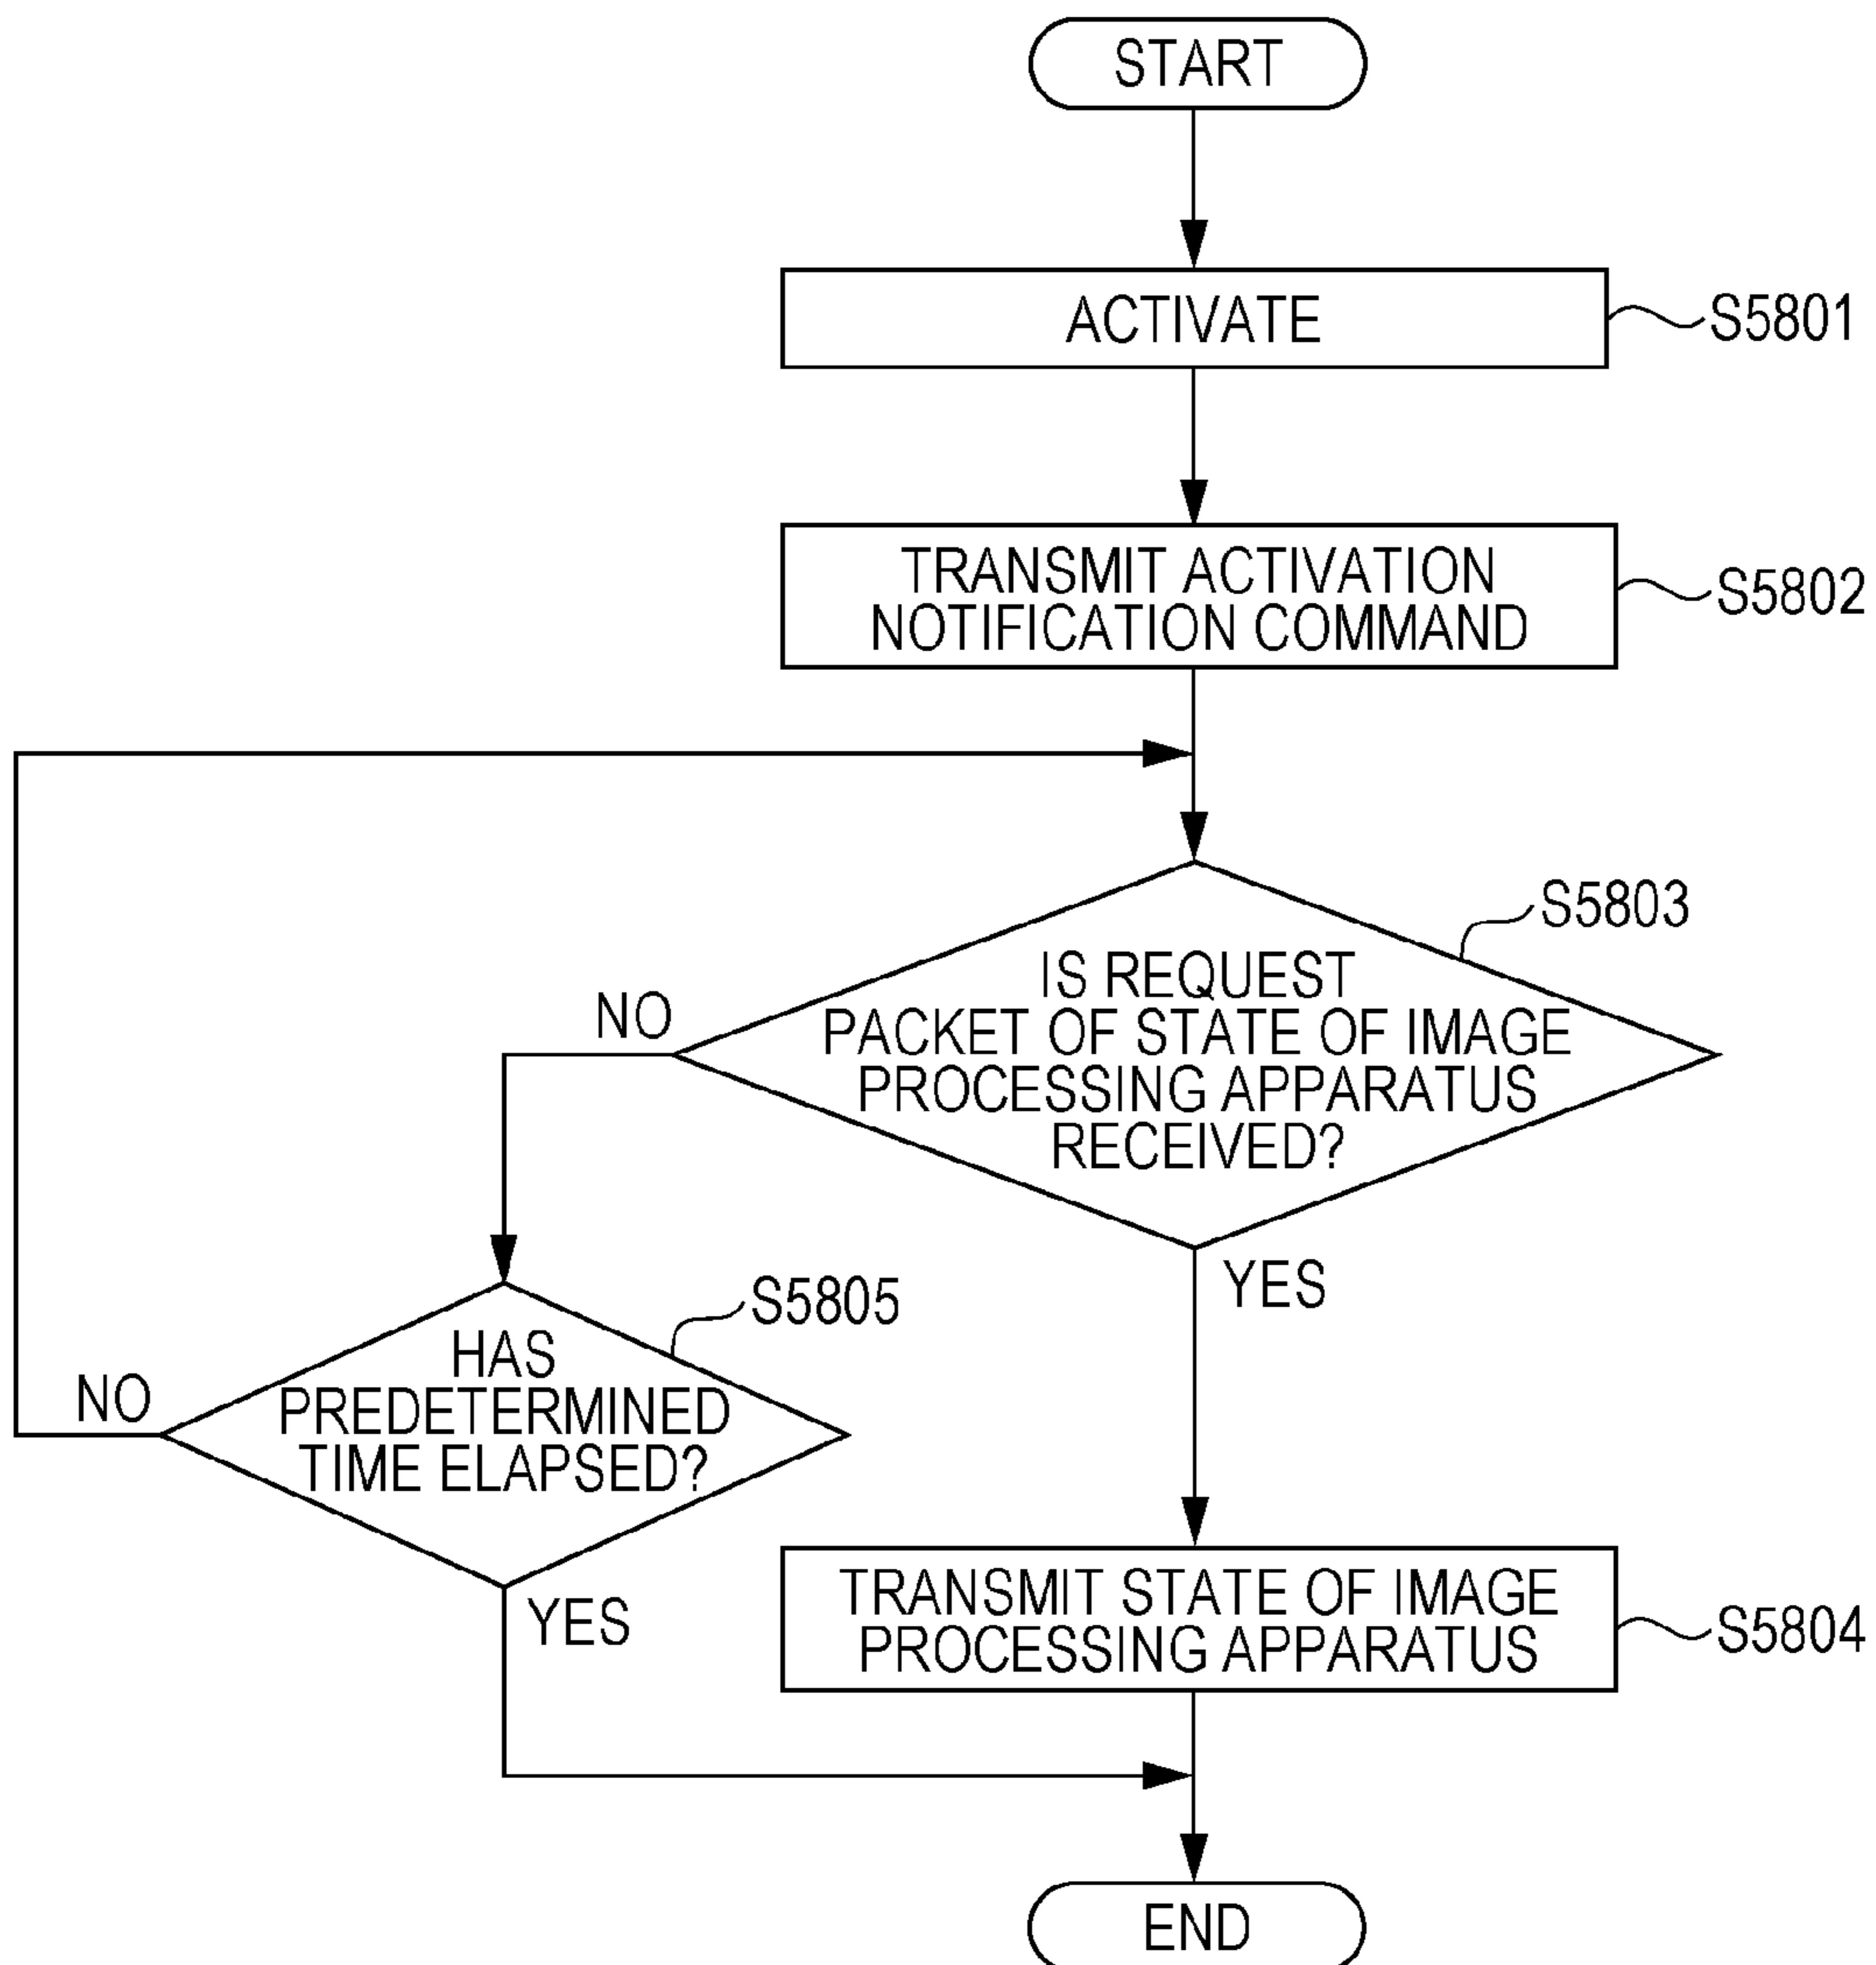 START
ACTIVATE
S5801
TRANSMIT ACTIVATION
NOTIFICATION COMMAND
S5802
S5803
IS REQUEST
PACKET OF STATE OF IMAGE
PROCESSING APPARATUS
RECEIVED?
NO
YES
S5805
HAS
PREDETERMINED
TIME ELAPSED?
NO
YES
TRANSMIT STATE OF IMAGE
PROCESSING APPARATUS
S5804
END